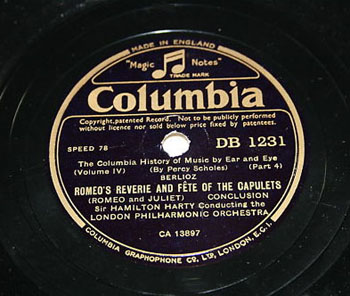 MADE IN ENGLAND
"Magic Notes"
TRADE MARK
Columbia
Copyright, patented Record. Not to be publicly performed
without licence nor sold below price fixed by patentees.
SPEED 78
DB 1231
The Columbia History of Music by Ear and Eye
(Volume IV) (By Percy Scholes) (Part 4)
BERLIOZ
ROMEO'S REVERIE AND FÊTE OF THE CAPULETS
(ROMEO AND JULIET) CONCLUSION
Sir HAMILTON HARTY Conducting the
LONDON PHILHARMONIC ORCHESTRA
CA 13897
COLUMBIA GRAPHOPHONE CO. LTD, LONDON, E.C.1.